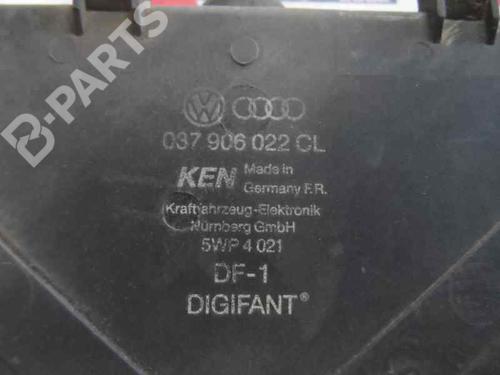 B-PARTS
037 906 022 CL
KEN Made in
Germany F.R.
Kraftfahrzeug-Elektronik
Nürnberg GmbH
5WP 4 021
DF-1
DIGIFANT®